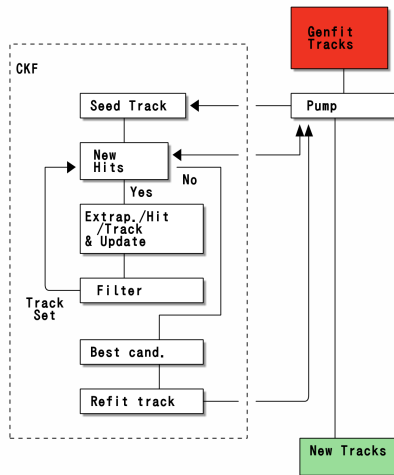 Genfit
Tracks
CKF
Seed Track
Pump
New
Hits
No
Yes
Extrap./Hit
/Track
& Update
Filter
Track
Set
Best cand.
Refit track
New Tracks